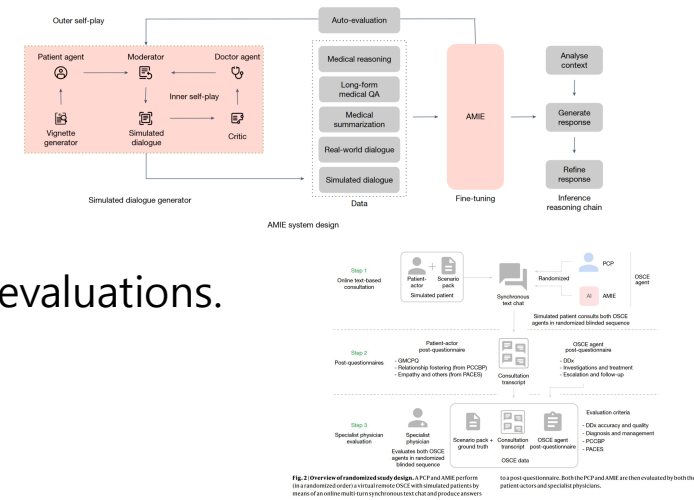 Outer self-play
Auto-evaluation
Patient agent
Moderator
Doctor agent
Inner self-play
Vignette
generator
Simulated
dialogue
Critic
Simulated dialogue generator
Medical reasoning
Long-form
medical QA
Medical
summarization
Real-world dialogue
Simulated dialogue
Data
AMIE
Fine-tuning
Analyse
context
Generate
response
Refine
response
Inference
reasoning chain
AMIE system design
evaluations.
Step 1
Online text-based
consultation
Patient-
actor
Scenario
pack
Simulated patient
Synchronous
text chat
Randomized
PCP
AI
AMIE
OSCE
agent
Simulated patient consults both OSCE
agents in randomized blinded sequence
Step 2
Post-questionnaires
Patient-actor
post-questionnaire
- GMCPQ
- Relationship fostering (from PCCBP)
- Empathy and others (from PACES)
Consultation
transcript
OSCE agent
post-questionnaire
- DDx
- Investigations and treatment
- Escalation and follow-up
Step 3
Specialist physician
evaluation
Specialist
physician
Evaluates both OSCE
agents in randomized
blinded sequence
Scenario pack +
ground truth
Consultation
transcript
OSCE agent
post-questionnaire
OSCE data
Evaluation criteria
- DDx accuracy and quality
- Diagnosis and management
- PCCBP
- PACES
Fig. 2 | Overview of randomized study design. A PCP and AMIE perform
(in a randomized order) a virtual remote OSCE with simulated patients by
means of an online multi-turn synchronous text chat and produce answers
to a post-questionnaire. Both the PCP and AMIE are then evaluated by both the
patient-actors and specialist physicians.